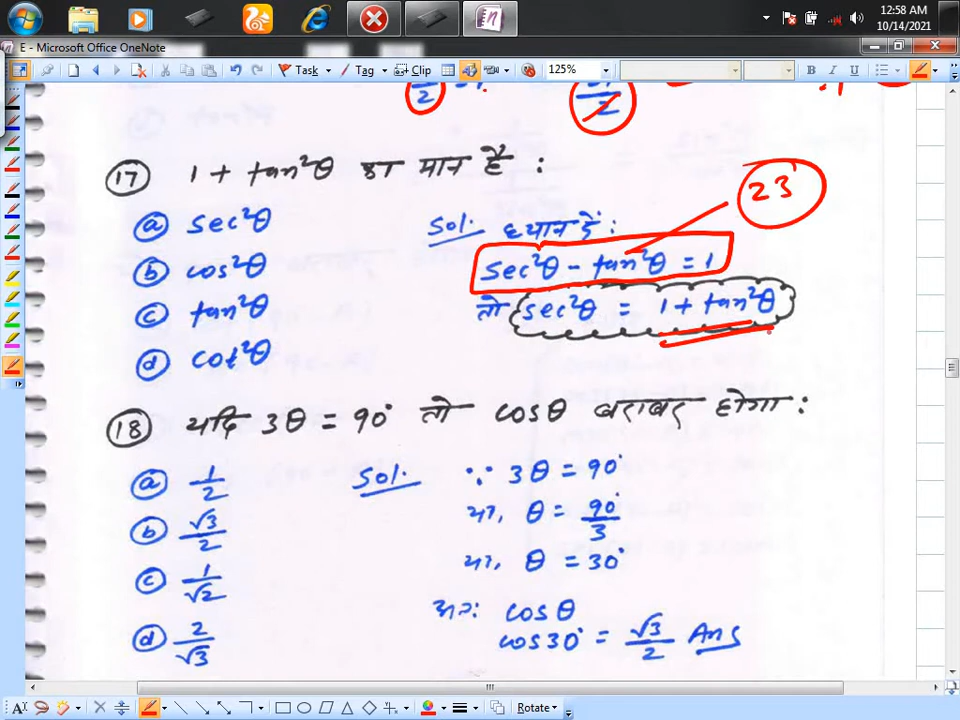 12:58 AM
10/14/2021
E - Microsoft Office OneNote
Task Tag Clip 125% B I U
2
2
17 1 + tan²θ का मान है :
23
a sec²θ
Sol. ध्यान दें :
b cos²θ
sec²θ - tan²θ = 1
c tan²θ
तो sec²θ = 1 + tan²θ
d cot²θ
18 यदि 3θ = 90° तो cosθ बराबर होगा :
a 1/2
Sol. ∵ 3θ = 90°
b √3/2
या, θ = 90°/3
c 1/√2
या, θ = 30°
अतः cosθ
d 2/√3
cos30° = √3/2 Ans
Rotate